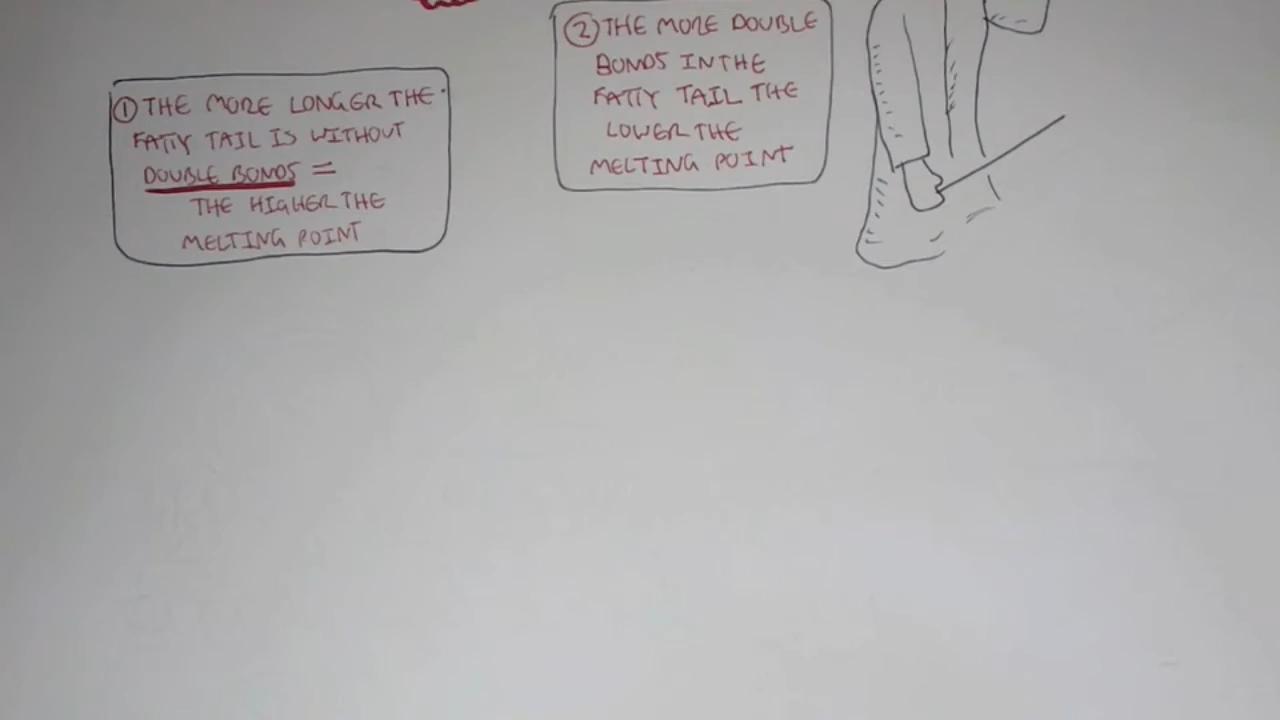 ① THE MORE LONGER THE
FATTY TAIL IS WITHOUT
DOUBLE BONDS =
THE HIGHER THE
MELTING POINT
② THE MORE DOUBLE
BONDS IN THE
FATTY TAIL THE
LOWER THE
MELTING POINT